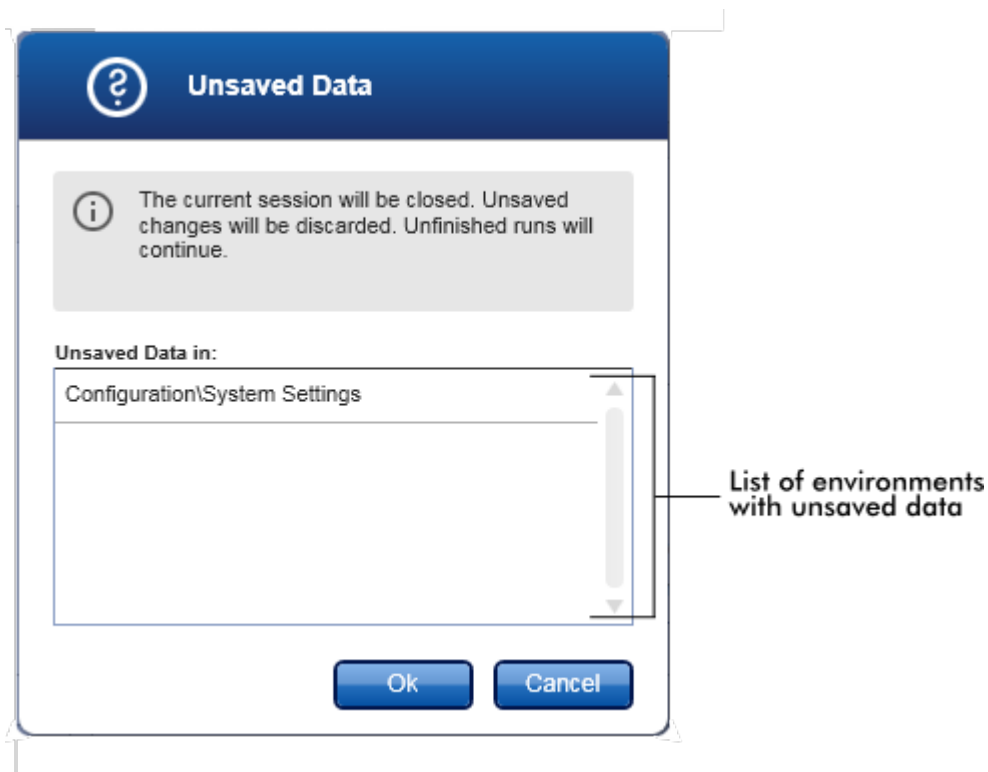 Unsaved Data
The current session will be closed. Unsaved
changes will be discarded. Unfinished runs will
continue.
Unsaved Data in:
Configuration\System Settings
List of environments
with unsaved data
Ok
Cancel